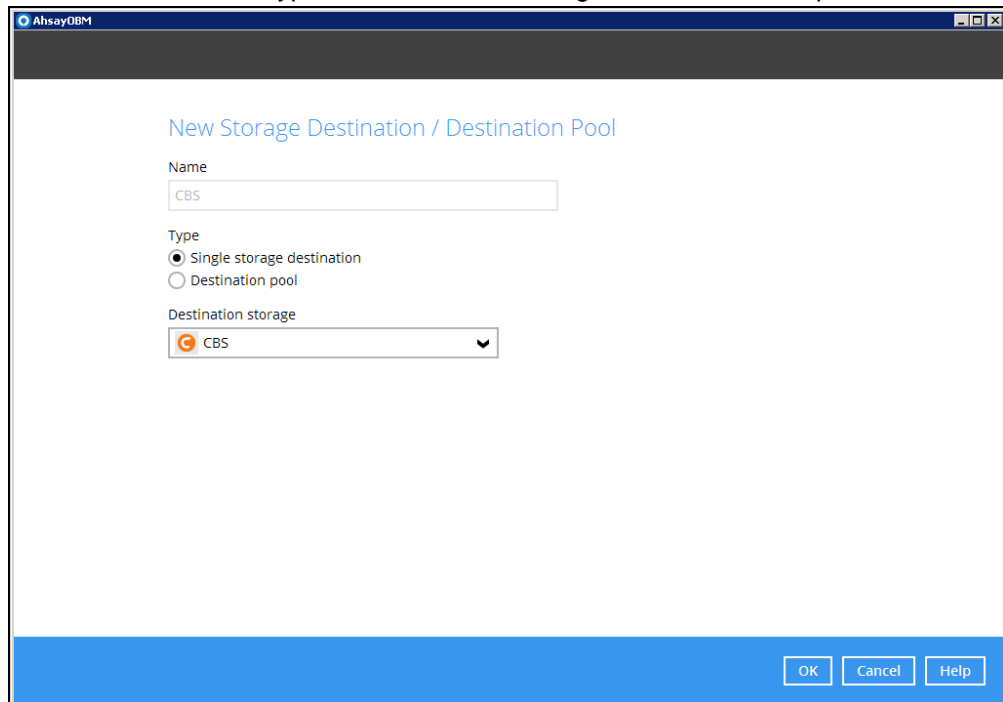 AhsayOBM
New Storage Destination / Destination Pool
Name
CBS
Type
Single storage destination
Destination pool
Destination storage
CBS
OK Cancel Help